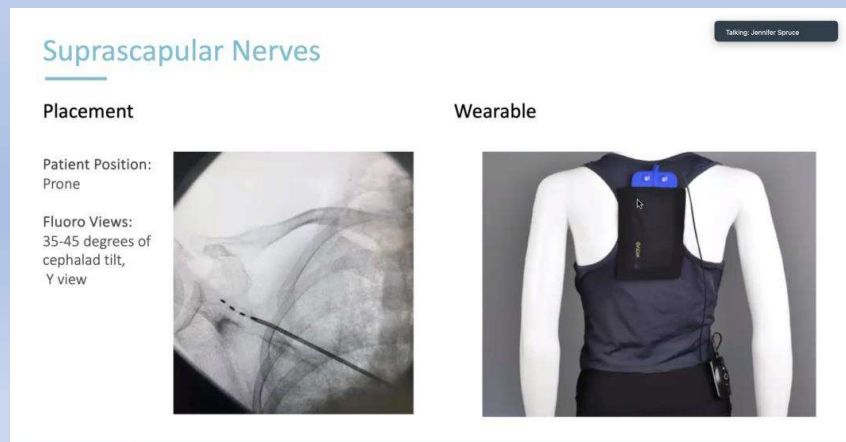 Talking: Jennifer Spruce
Suprascapular Nerves
Placement
Patient Position:
Prone
Fluoro Views:
35-45 degrees of
cephalad tilt,
Y view
Wearable